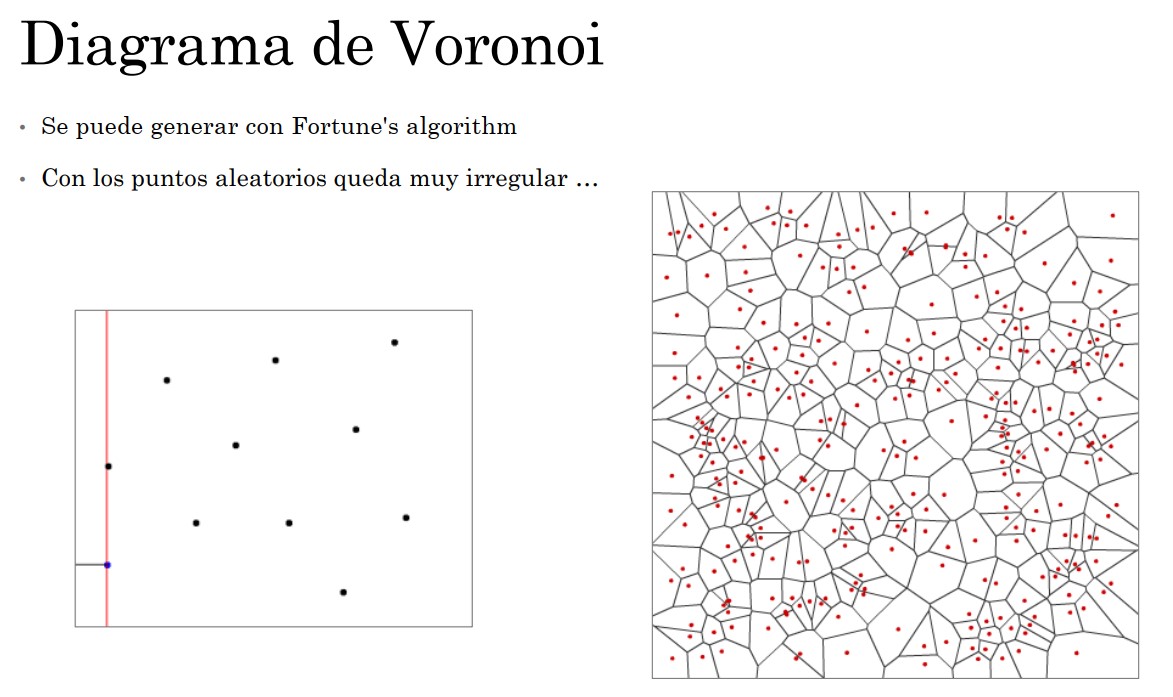 Diagrama de Voronoi
• Se puede generar con Fortune's algorithm
• Con los puntos aleatorios queda muy irregular …